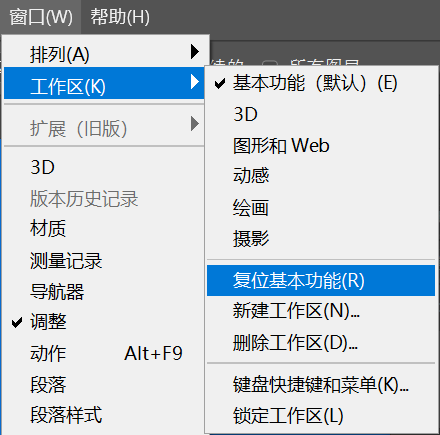 窗口(W) 帮助(H)
排列(A)
工作区(K)
扩展（旧版）
3D
版本历史记录
材质
测量记录
导航器
调整
动作 Alt+F9
段落
段落样式
所有图层
基本功能（默认）(E)
3D
图形和 Web
动感
绘画
摄影
复位基本功能(R)
新建工作区(N)...
删除工作区(D)...
键盘快捷键和菜单(K)...
锁定工作区(L)